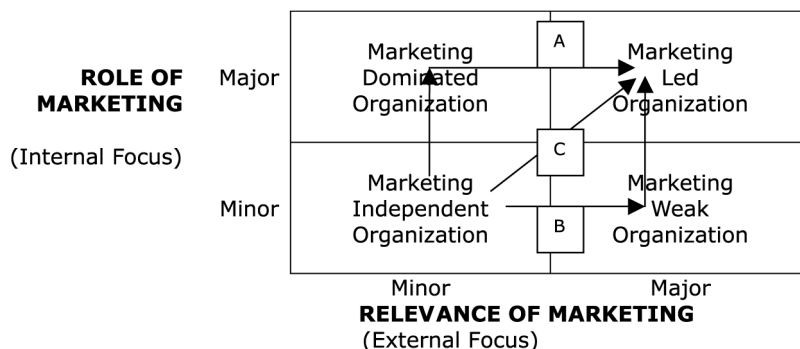 A
Marketing
Dominated
Organization
Marketing
Led
Organization
ROLE OF
MARKETING
Major
(Internal Focus)
C
Marketing
Independent
Organization
Marketing
Weak
Organization
Minor
B
Minor
Major
RELEVANCE OF MARKETING
(External Focus)